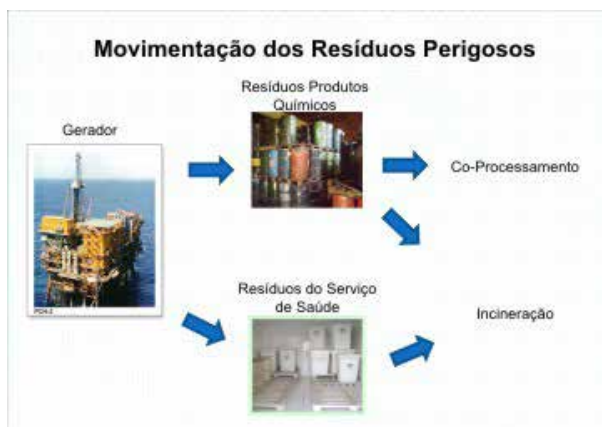 Movimentação dos Resíduos Perigosos
Resíduos Produtos
Químicos
Gerador
Co-Processamento
Resíduos do Serviço
de Saúde
Incineração